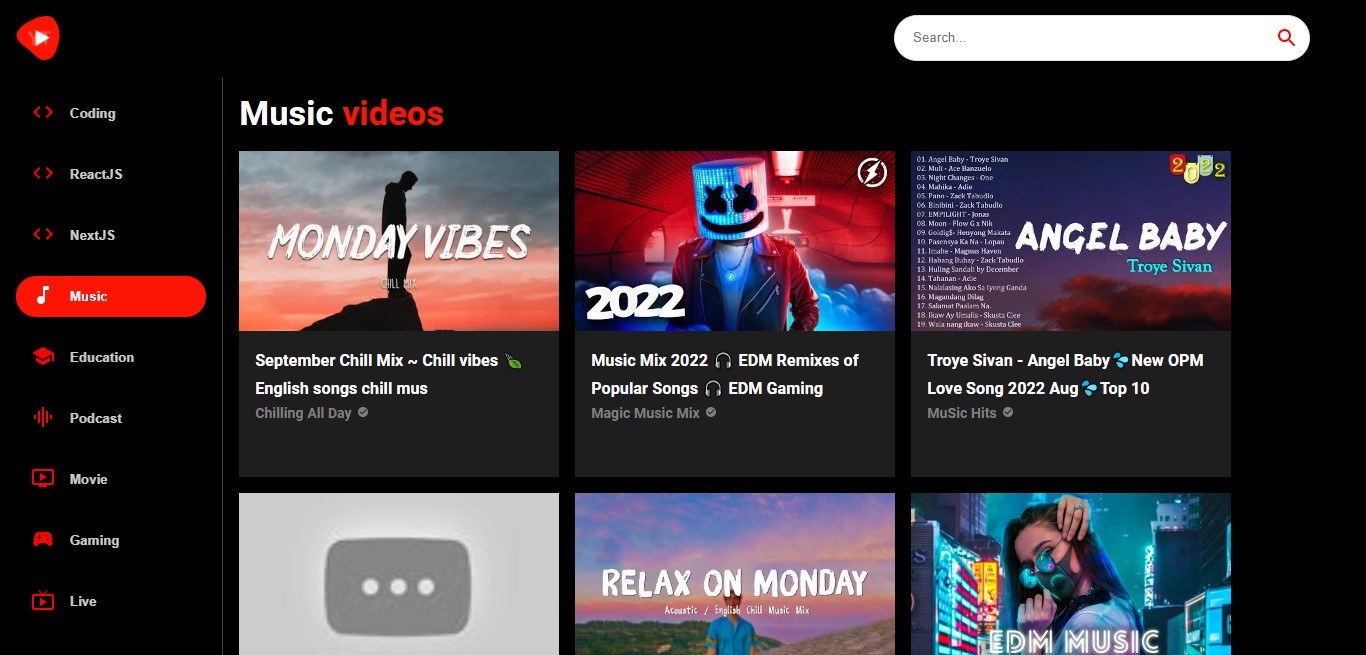 Search...
Coding
ReactJS
NextJS
Music
Education
Podcast
Movie
Gaming
Live
Music videos
MONDAY VIBES
CHILL MIX
September Chill Mix ~ Chill vibes 🍃
English songs chill mus
Chilling All Day
2022
Music Mix 2022 🎧 EDM Remixes of
Popular Songs 🎧 EDM Gaming
Magic Music Mix
01. Angel Baby - Troye Sivan
02. Muli - Ace Banzuelo
03. Night Changes - One
04. Mahika - Adie
05. Pano - Zack Tabudlo
06. Binibini - Zack Tabudlo
07. EMPILIGHT - Jonas
08. Moon - Flow G x Nik
09. Goldig$- Henyong Makata
10. Pasensya Ka Na - Lopau
11. Imahe - Magnus Haven
12. Habang Buhay - Zack Tabudlo
13. Huling Sandali by December
14. Tahanan - Adie
15. Nalalasing Ako Sa Iyong Ganda
16. Magandang Dilag
17. Salamat Paalam Na.
18. Ikaw Ay Umalis - Skusta Clee
19. Wala nang ikaw - Skusta Clee
2022
ANGEL BABY
Troye Sivan
Troye Sivan - Angel Baby💦New OPM
Love Song 2022 Aug💦Top 10
MuSic Hits
RELAX ON MONDAY
Acoustic / English Chill Music Mix
EDM MUSIC